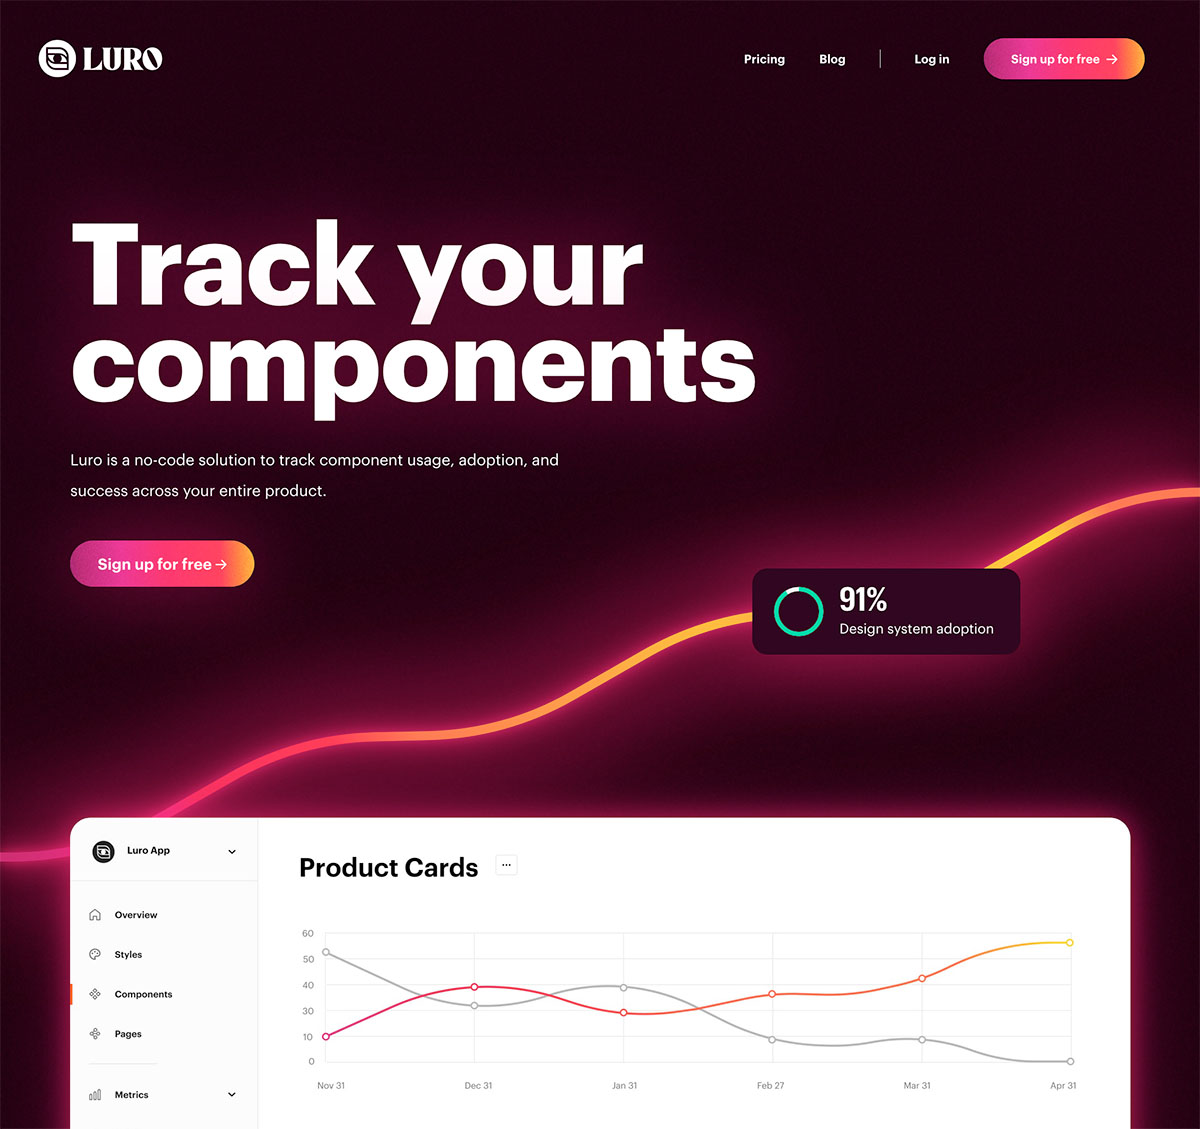 LURO
Pricing
Blog
Log in
Sign up for free →
Track your
components
Luro is a no-code solution to track component usage, adoption, and
success across your entire product.
Sign up for free →
91%
Design system adoption
Luro App
Overview
Styles
Components
Pages
Metrics
Product Cards
60
50
40
30
10
0
Nov 31
Dec 31
Jan 31
Feb 27
Mar 31
Apr 31